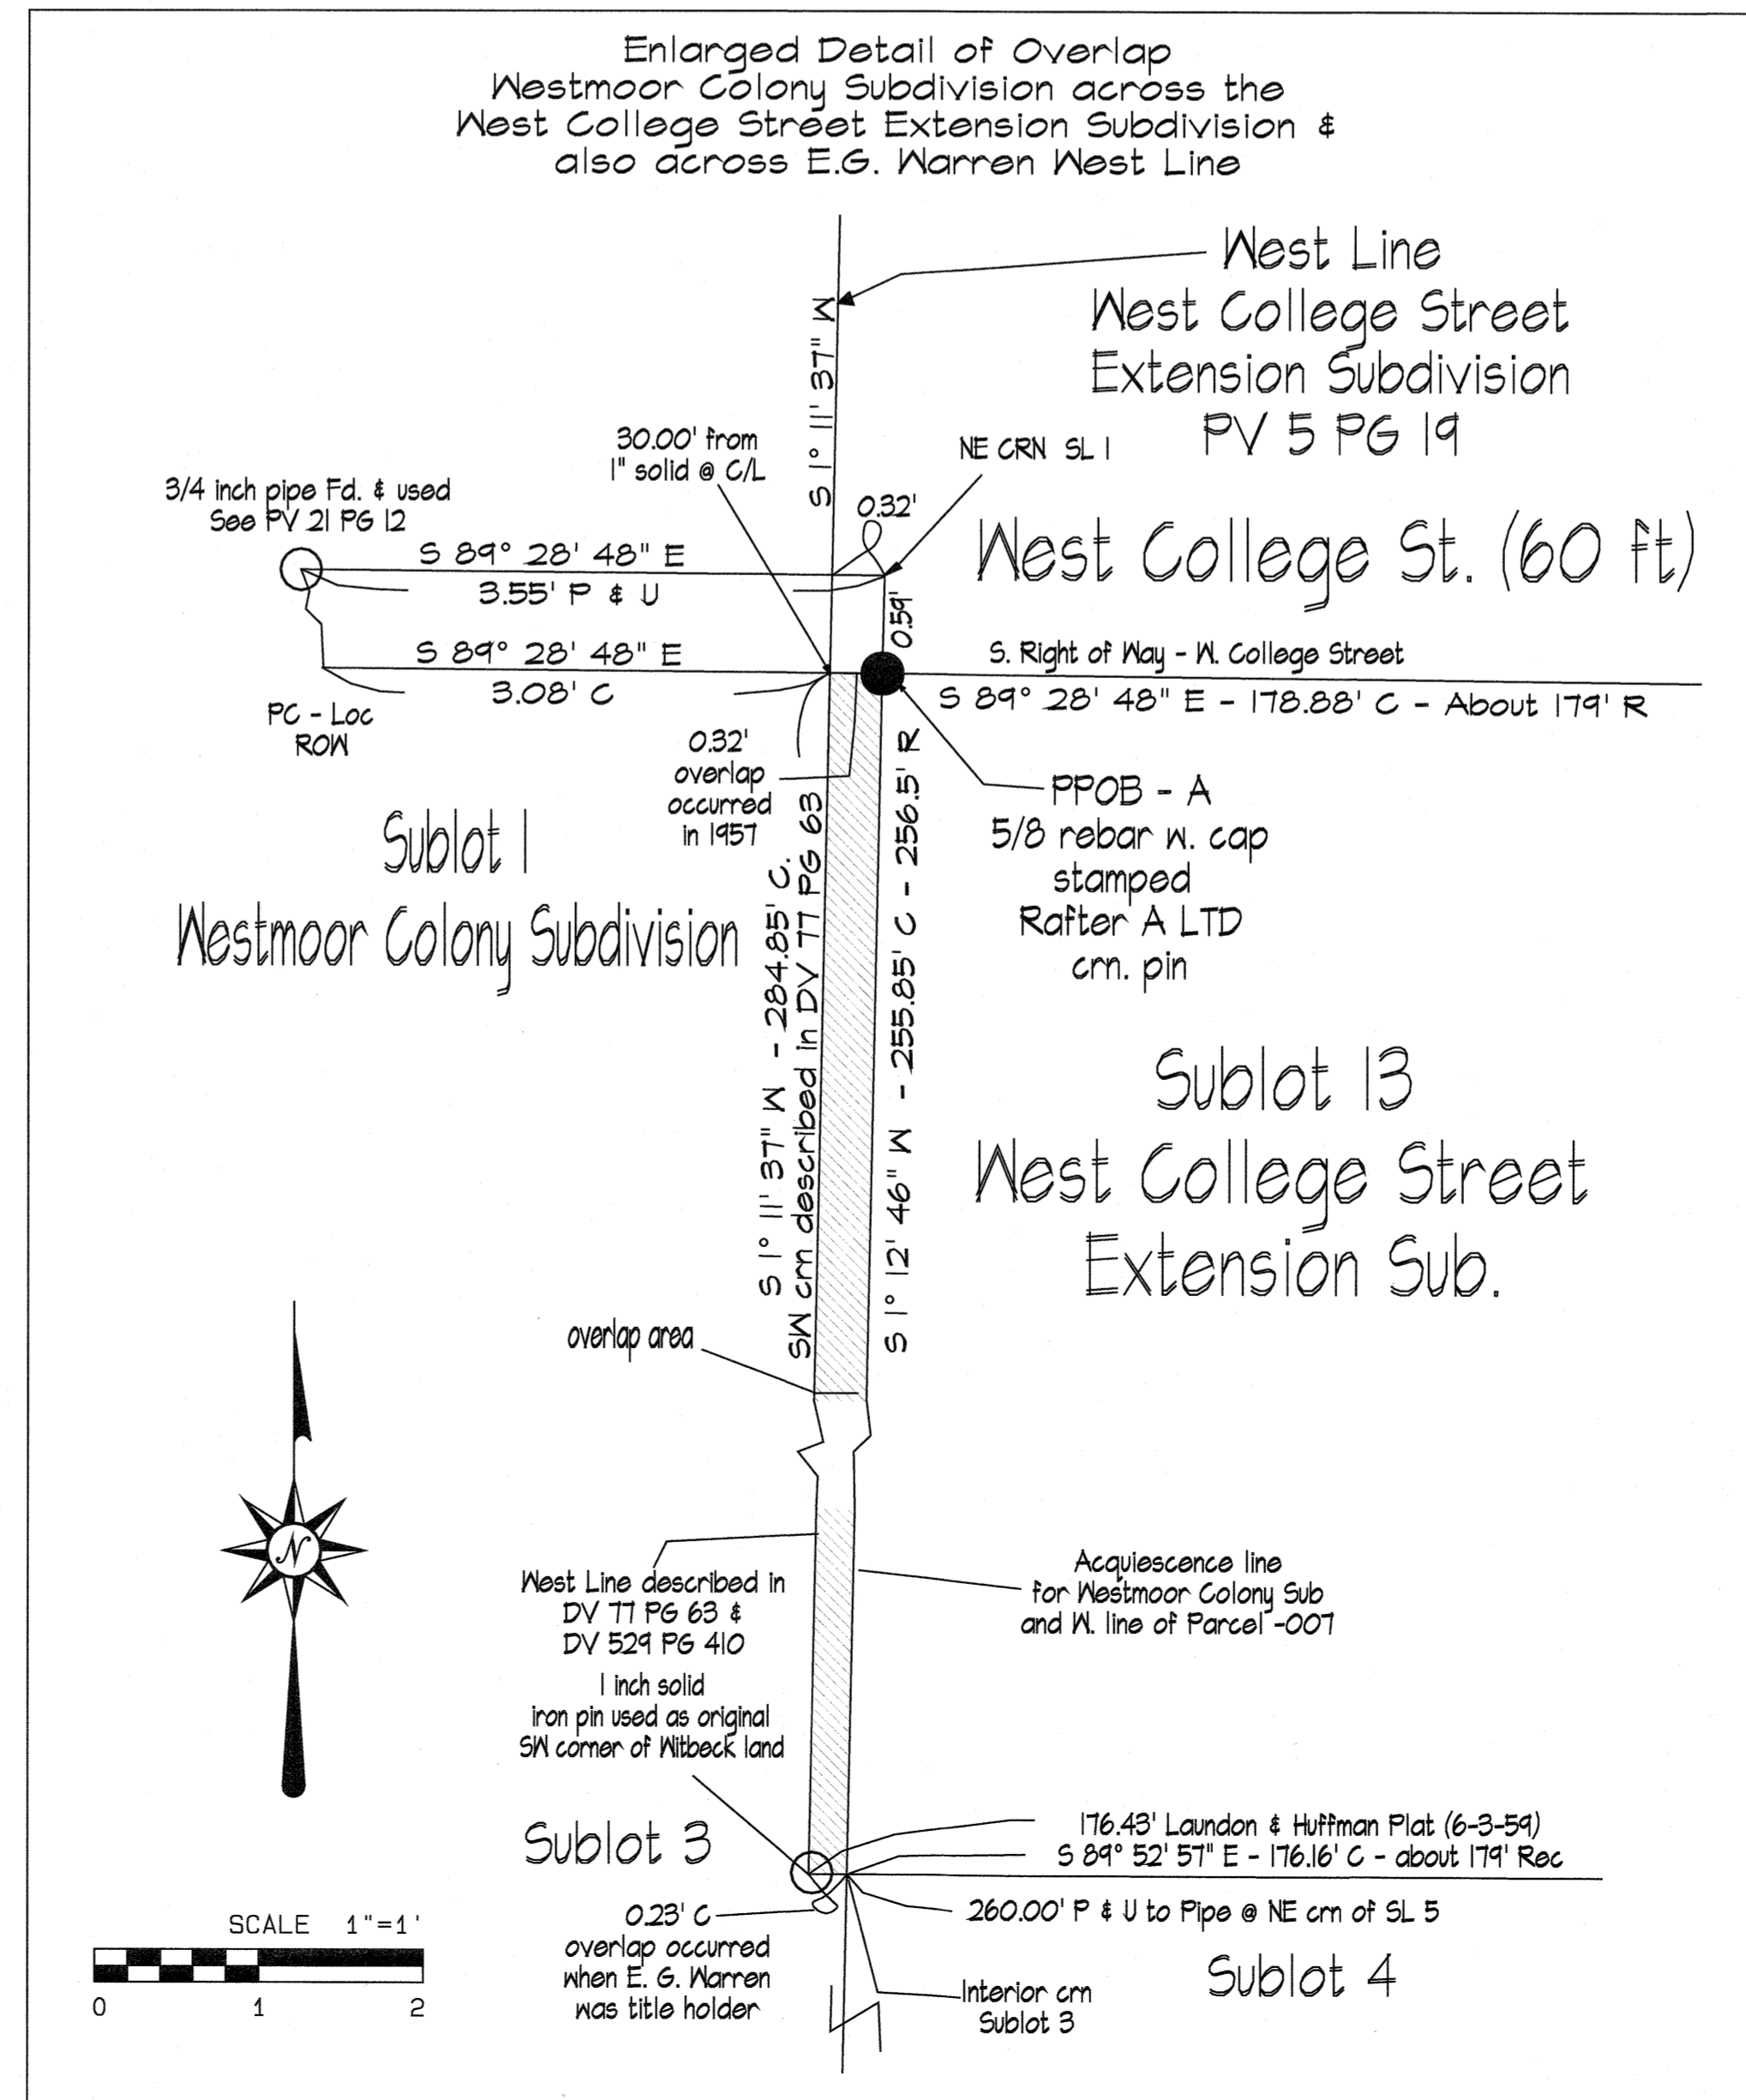 Enlarged Detail of Overlap
Westmoor Colony Subdivision across the
West College Street Extension Subdivision &
also across E.G. Warren West Line
West Line
West College Street
Extension Subdivision
PV 5 PG 19
S 1° 11' 37" W
30.00' from
1" solid @ C/L
NE CRN SL 1
3/4 inch pipe Fd. & used
See PV 21 PG 12
0.32'
West College St. (60 ft)
S 89° 28' 48" E
3.55' P & U
0.59'
S 89° 28' 48" E
3.08' C
S. Right of Way - W. College Street
S 89° 28' 48" E - 178.88' C - About 179' R
PC - Loc
ROW
0.32'
overlap
occurred
in 1957
PPOB - A
5/8 rebar w. cap
stamped
Rafter A LTD
crn. pin
Sublot 1
Westmoor Colony Subdivision
S 1° 11' 37" W - 284.85' C.
SW crn described in DV 77 PG 63
S 1° 12' 46" W - 255.85' C - 256.5' R
Sublot 13
West College Street
Extension Sub.
overlap area
N
West Line described in
DV 77 PG 63 &
DV 529 PG 410
Acquiescence line
for Westmoor Colony Sub
and W. line of Parcel -007
1 inch solid
iron pin used as original
SW corner of Witbeck land
Sublot 3
176.43' Laundon & Huffman Plat (6-3-59)
S 89° 52' 57" E - 176.16' C - about 179' Rec
260.00' P & U to Pipe @ NE crn of SL 5
0.23' C
overlap occurred
when E. G. Warren
was title holder
Sublot 4
Interior crn
Sublot 3
SCALE 1"=1'
0 1 2